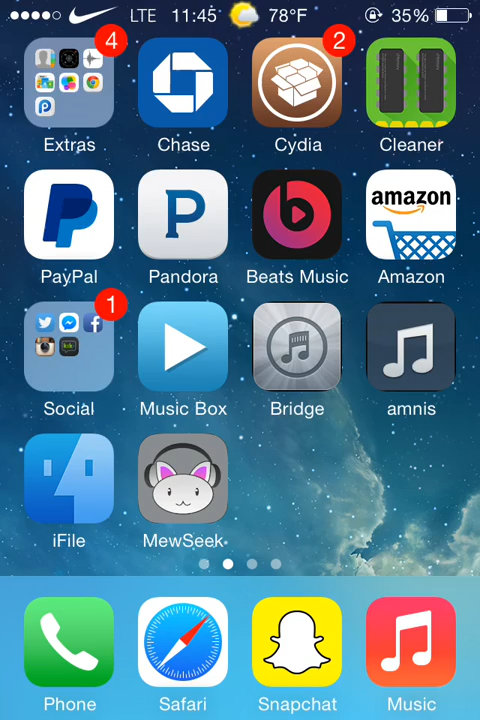 LTE 11:45 78°F 35%
4 2
Extras Chase Cydia Cleaner
amazon
PayPal Pandora Beats Music Amazon
1
Social Music Box Bridge amnis
iFile MewSeek
Phone Safari Snapchat Music